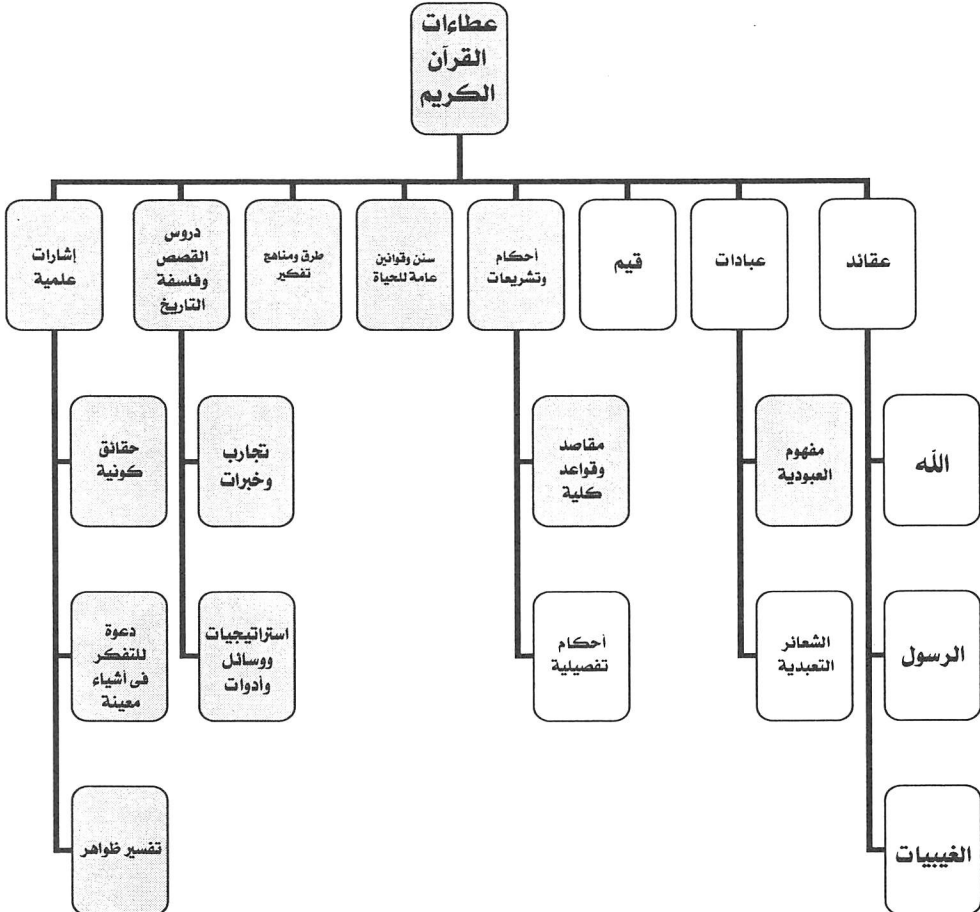 عطاءات
القرآن
الكريم
عقائد
عبادات
قيم
أحكام
وتشريعات
سنن وقوانين
عامة للحياة
طرق ومناهج
تفكير
دروس
القصص
وفلسفة
التاريخ
إشارات
علمية
الله
الرسول
الغيبيات
مفهوم
العبودية
الشعائر
التعبدية
مقاصد
وقواعد
كلية
أحكام
تفصيلية
تجارب
وخبرات
استراتيجيات
ووسائل
وأدوات
حقائق
كونية
دعوة
للتفكر
فى أشياء
معينة
تفسير ظواهر